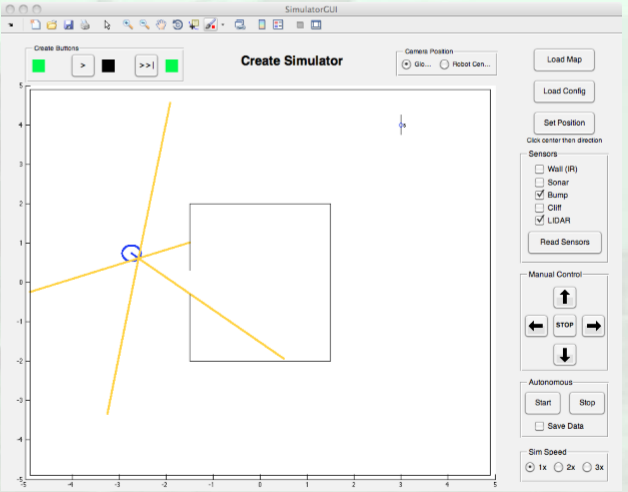 SimulatorGUI
Create Buttons
> >>|
Create Simulator
Camera Position
Glo... Robot Cen...
Load Map
Load Config
Set Position
Click center then direction
Sensors
Wall (IR)
Sonar
Bump
Cliff
LIDAR
Read Sensors
Manual Control
STOP
Autonomous
Start Stop
Save Data
Sim Speed
1x 2x 3x
5
4
3
2
1
0
-1
-2
-3
-4
-5
-5 -4 -3 -2 -1 0 1 2 3 4 5